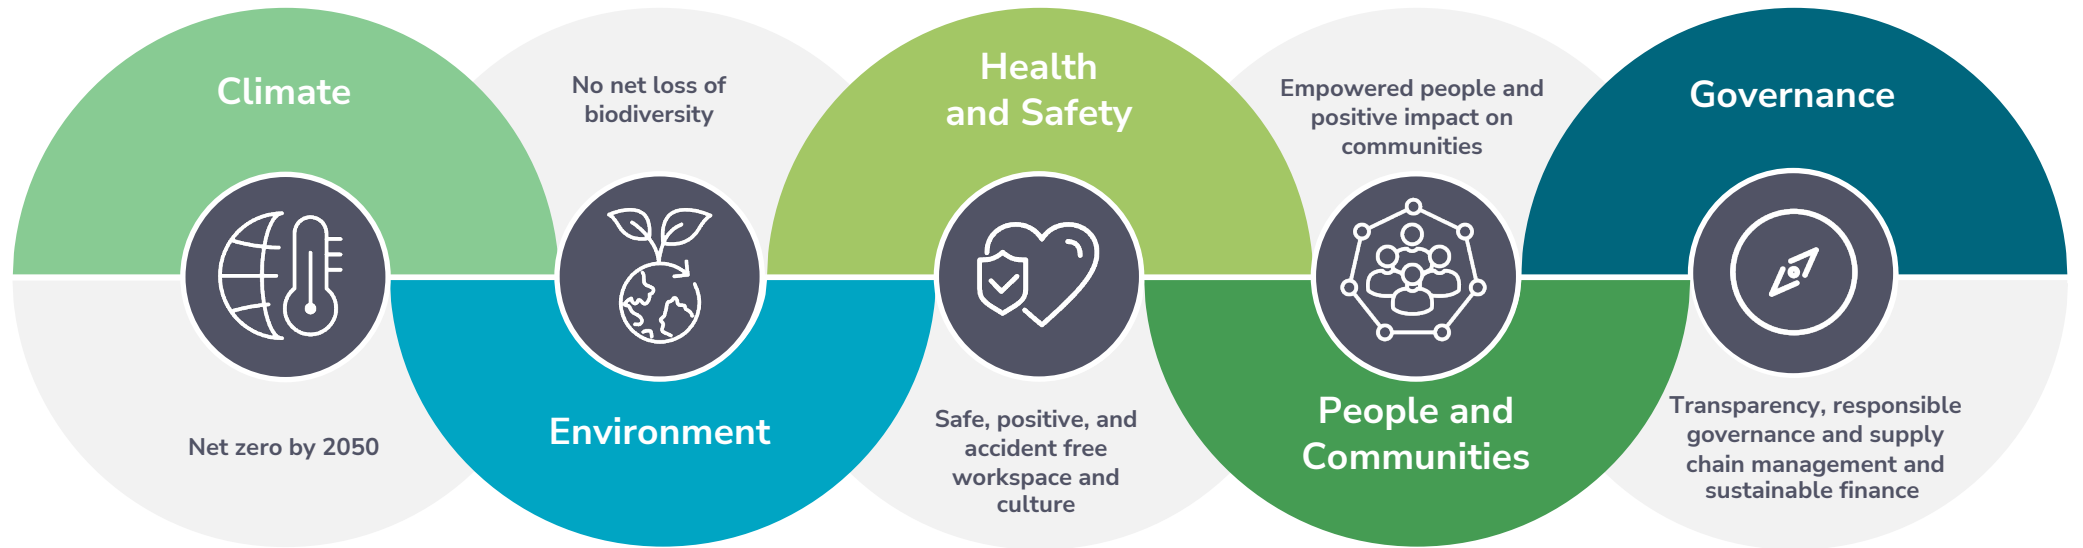 Climate
Net zero by 2050
No net loss of
biodiversity
Environment
Health
and Safety
Safe, positive, and
accident free
workspace and
culture
Empowered people and
positive impact on
communities
People and
Communities
Governance
Transparency, responsible
governance and supply
chain management and
sustainable finance